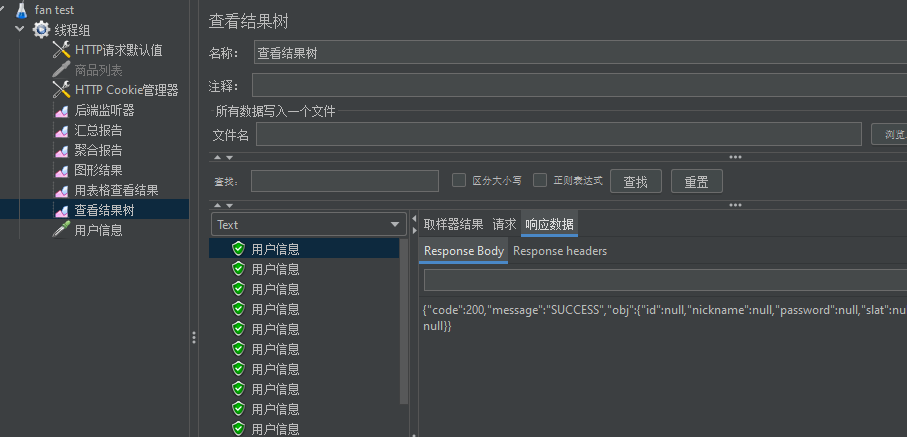 fan test
线程组
HTTP请求默认值
商品列表
HTTP Cookie管理器
后端监听器
汇总报告
聚合报告
图形结果
用表格查看结果
查看结果树
用户信息
查看结果树
名称： 查看结果树
注释：
所有数据写入一个文件
文件名 浏览
查找： 区分大小写 正则表达式 查找 重置
Text
用户信息
用户信息
用户信息
用户信息
用户信息
用户信息
用户信息
用户信息
用户信息
用户信息
取样器结果 请求 响应数据
Response Body Response headers
{"code":200,"message":"SUCCESS","obj":{"id":null,"nickname":null,"password":null,"slat":nu
null}}